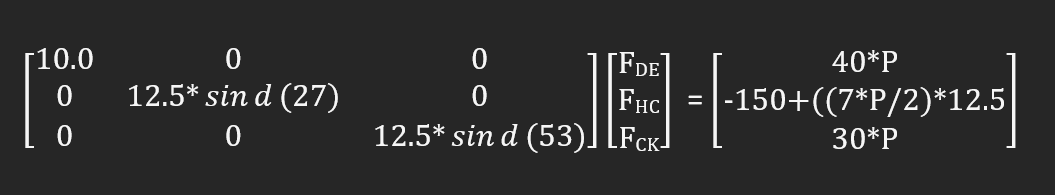 10.0 0 0 F_DE 40*P
0 12.5* sin d (27) 0 F_HC = -150+((7*P/2)*12.5
0 0 12.5* sin d (53) F_CK 30*P